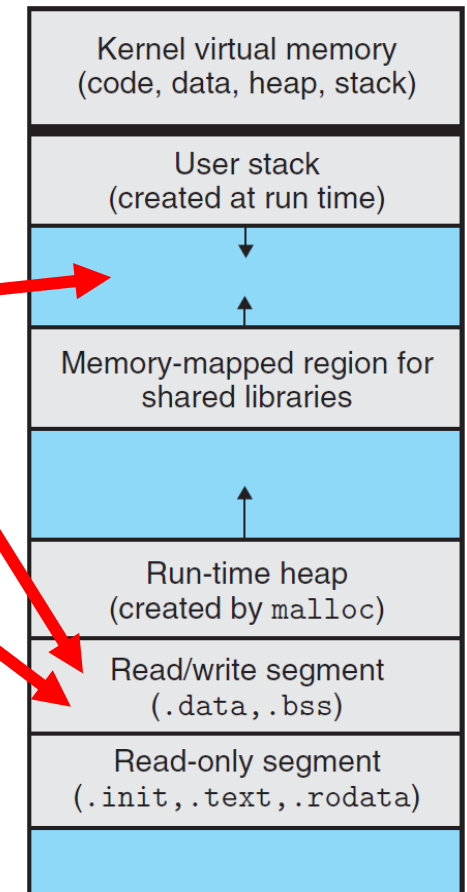 Kernel virtual memory
(code, data, heap, stack)
User stack
(created at run time)
Memory-mapped region for
shared libraries
Run-time heap
(created by malloc)
Read/write segment
(.data,.bss)
Read-only segment
(.init,.text,.rodata)